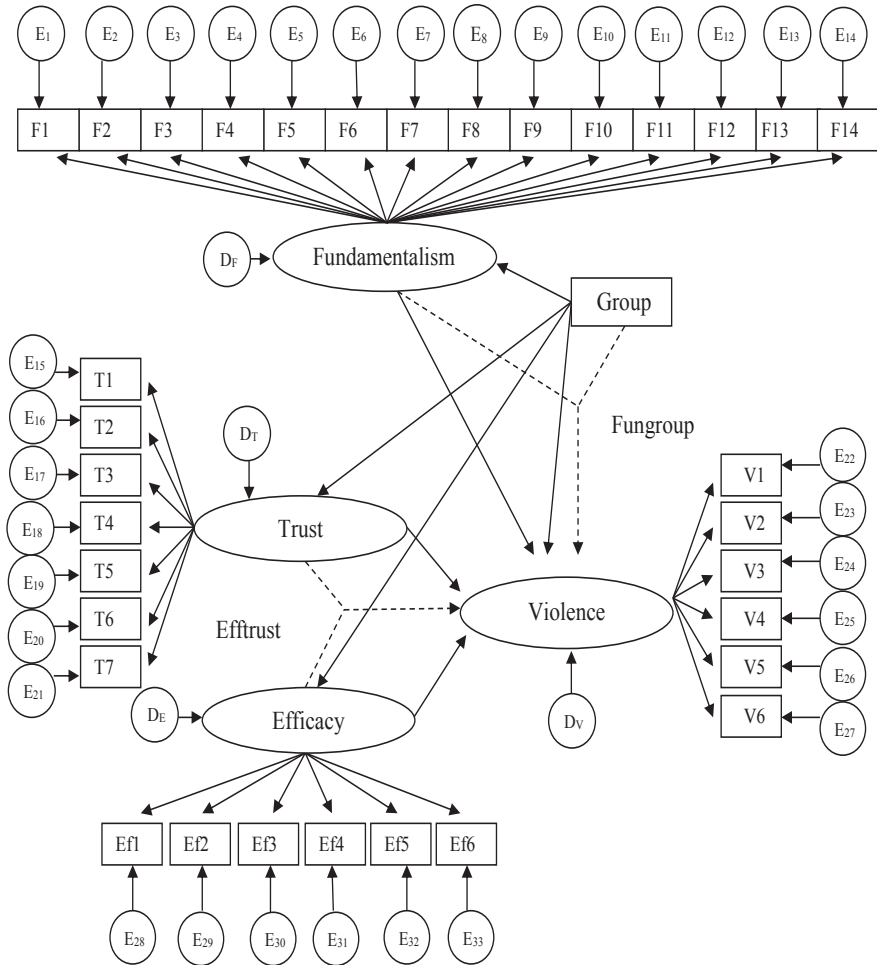 E1 E2 E3 E4 E5 E6 E7 E8 E9 E10 E11 E12 E13 E14
F1 F2 F3 F4 F5 F6 F7 F8 F9 F10 F11 F12 F13 F14
DF
Fundamentalism
Group
E15 T1
E16 T2
E17 T3
E18 T4
E19 T5
E20 T6
E21 T7
DT
Trust
Fungroup
V1 E22
V2 E23
V3 E24
V4 E25
V5 E26
V6 E27
Efftrust
Violence
DE
Efficacy
DV
Ef1 Ef2 Ef3 Ef4 Ef5 Ef6
E28 E29 E30 E31 E32 E33